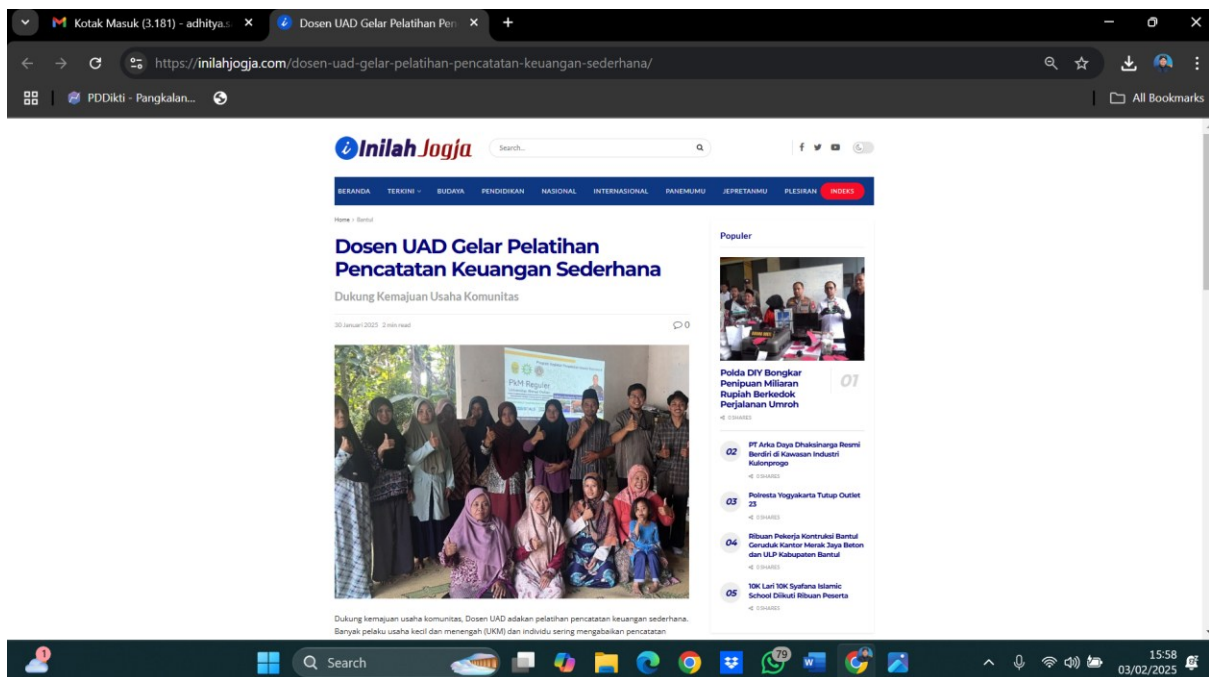 Kotak Masuk (3.181) - adhitya.s
Dosen UAD Gelar Pelatihan Pen
https://inilahjogja.com/dosen-uad-gelar-pelatihan-pencatatan-keuangan-sederhana/
PDDikti - Pangkalan...
All Bookmarks
Inilah Jogja
Search...
BERANDA TERKINI BUDAYA PENDIDIKAN NASIONAL INTERNASIONAL PANEMUMU JEPRETANMU PLESIRAN INDEKS
Home > Bantul
Dosen UAD Gelar Pelatihan
Pencatatan Keuangan Sederhana
Dukung Kemajuan Usaha Komunitas
30 Januari 2025 2 min read
0
PkM Reguler
Dukung kemajuan usaha komunitas, Dosen UAD adakan pelatihan pencatatan keuangan sederhana.
Banyak pelaku usaha kecil dan menengah (UKM) dan individu sering mengabaikan pencatatan
Populer
Polda DIY Bongkar
Penipuan Miliaran
Rupiah Berkedok
Perjalanan Umroh
01
0 SHARES
02
PT Arka Daya Dhaksinarga Resmi
Berdiri di Kawasan Industri
Kulonprogo
0 SHARES
03
Polresta Yogyakarta Tutup Outlet
23
0 SHARES
04
Ribuan Pekerja Kontruksi Bantul
Geruduk Kantor Merak Jaya Beton
dan ULP Kabupaten Bantul
0 SHARES
05
10K Lari 10K Syafana Islamic
School Diikuti Ribuan Peserta
0 SHARES
1
Search
79
15:58
03/02/2025